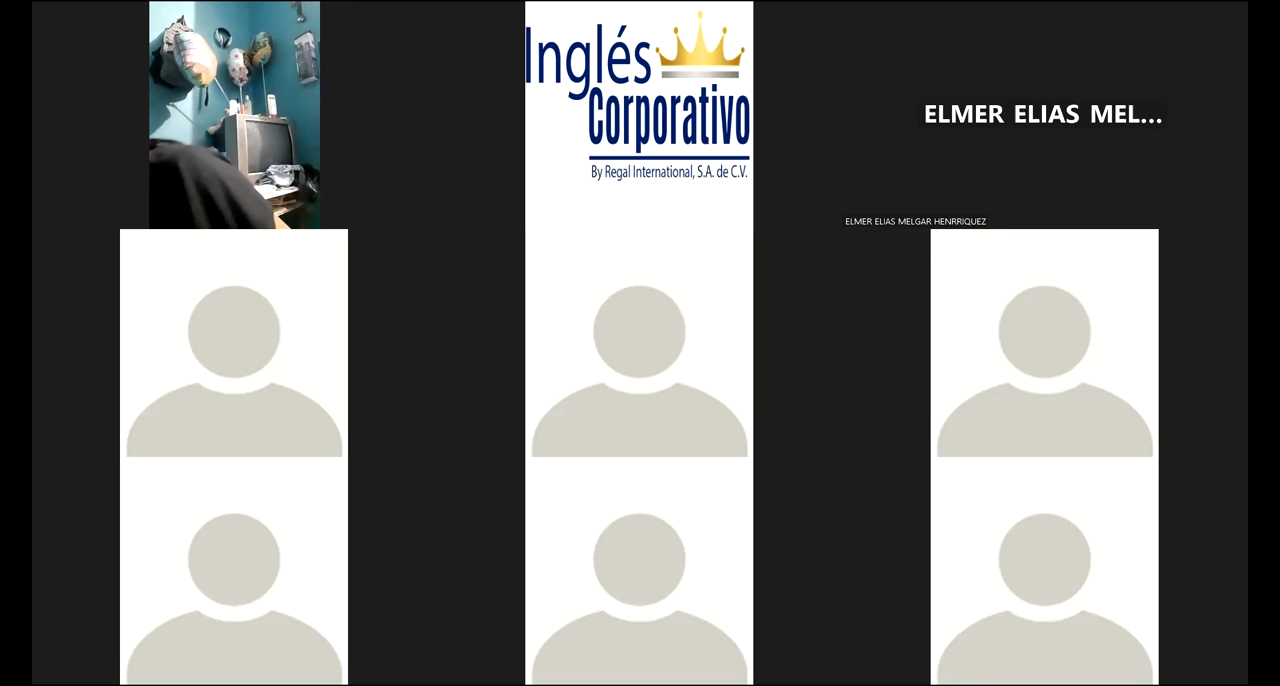 Inglés
Corporativo
By Regal International, S.A. de C.V.
ELMER ELIAS MEL...
ELMER ELIAS MELGAR HENRRIQUEZ